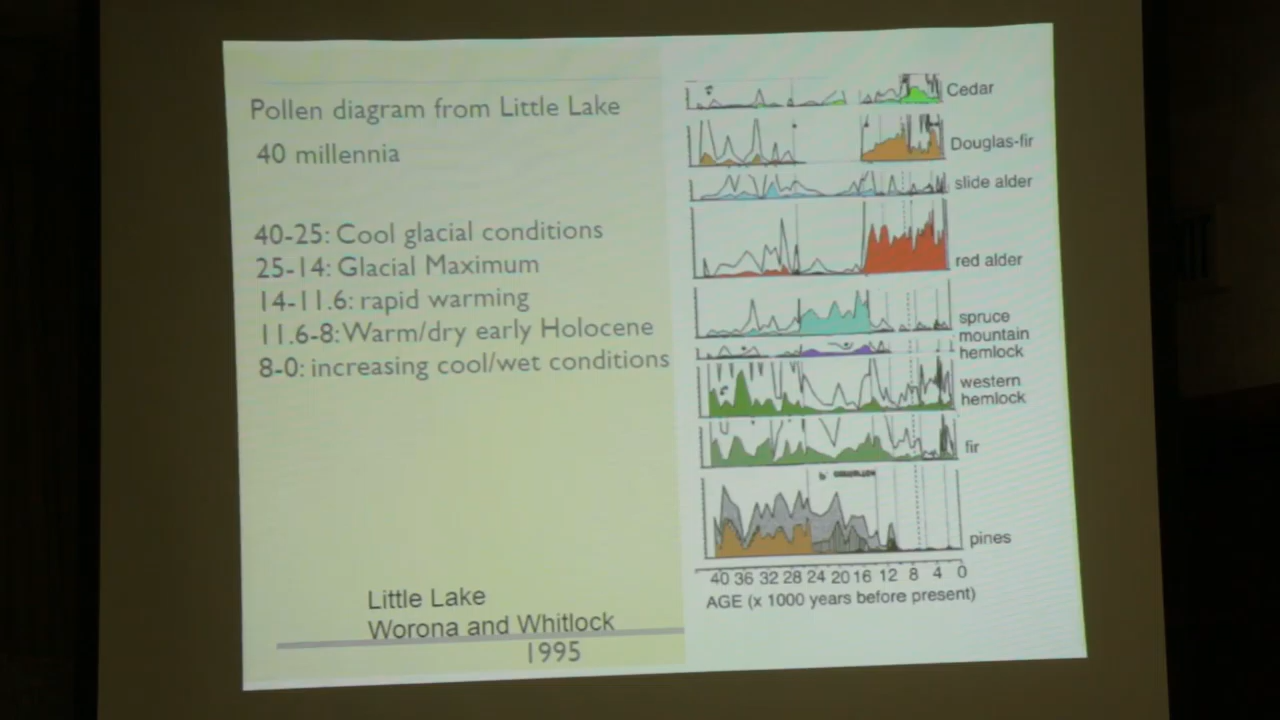 Pollen diagram from Little Lake
40 millennia
40-25: Cool glacial conditions
25-14: Glacial Maximum
14-11.6: rapid warming
11.6-8: Warm/dry early Holocene
8-0: increasing cool/wet conditions
Little Lake
Worona and Whitlock
1995
Cedar
Douglas-fir
slide alder
red alder
spruce
mountain
hemlock
western
hemlock
fir
pines
40 36 32 28 24 20 16 12 8 4 0
AGE (x 1000 years before present)